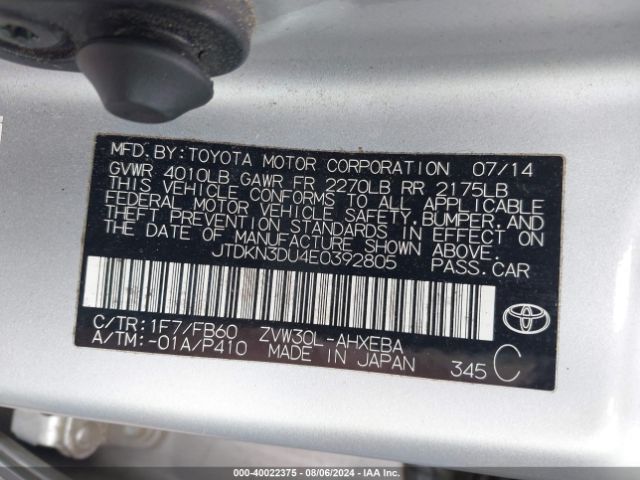 MFD. BY: TOYOTA MOTOR CORPORATION 07/14
GVWR 4010LB GAWR FR 2270LB RR 2175LB
THIS VEHICLE CONFORMS TO ALL APPLICABLE
FEDERAL MOTOR VEHICLE SAFETY, BUMPER, AND
THEFT PREVENTION STANDARDS IN EFFECT ON
THE DATE OF MANUFACTURE SHOWN ABOVE.
JTDKN3DU4E0392805 PASS. CAR
C/TR: 1F7/FB60 ZVW30L-AHXEBA
A/TM: -01A/P410 MADE IN JAPAN 345 C
000-40022375 - 08/06/2024 - IAA Inc.